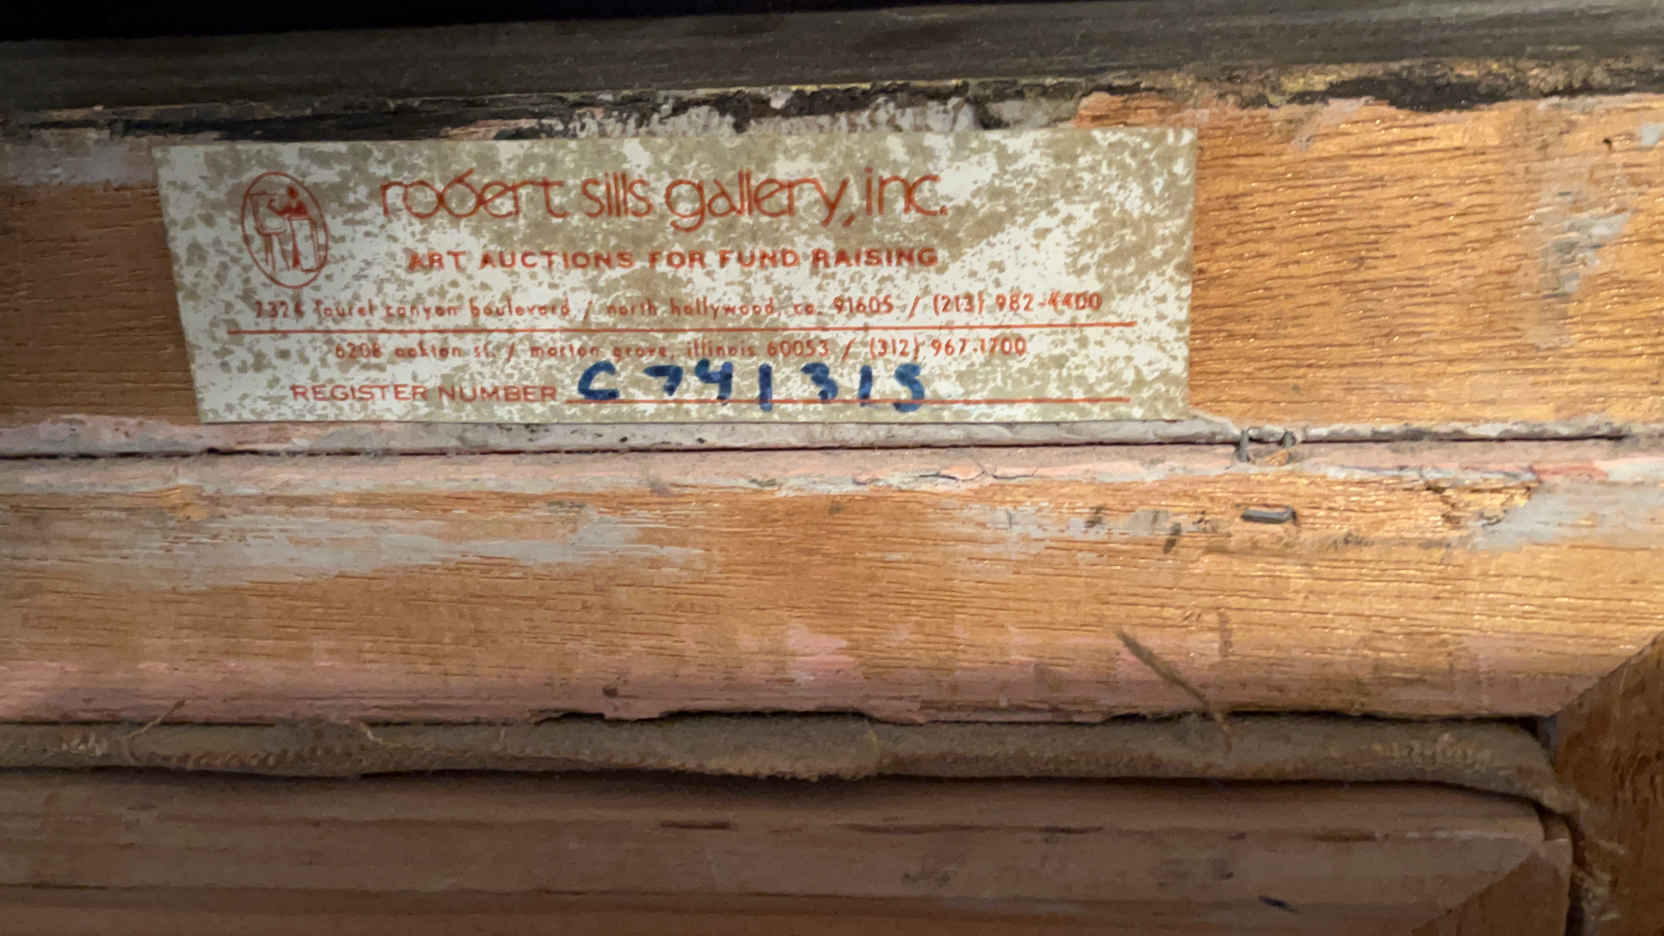 robert sills gallery, inc.
ART AUCTIONS FOR FUND RAISING
7324 laurel canyon boulevard / north hollywood, ca. 91605 / (213) 982-4400
6208 oakton st. / morton grove, illinois 60053 / (312) 967-1700
REGISTER NUMBER C741315